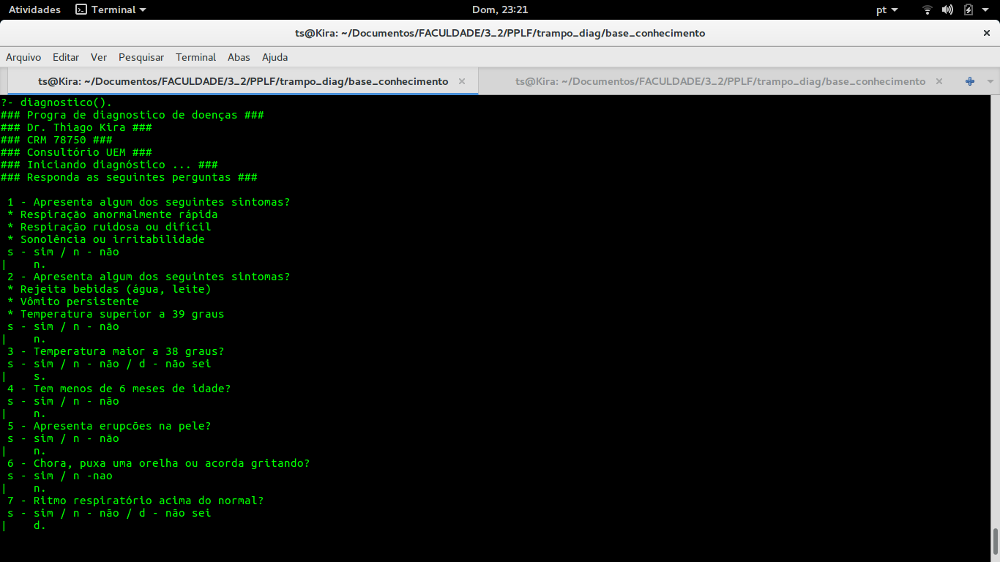 Atividades Terminal Dom, 23:21 pt
ts@Kira: ~/Documentos/FACULDADE/3_2/PPLF/trampo_diag/base_conhecimento ×
Arquivo Editar Ver Pesquisar Terminal Abas Ajuda
ts@Kira: ~/Documentos/FACULDADE/3_2/PPLF/trampo_diag/base_conhecimento × ts@Kira: ~/Documentos/FACULDADE/3_2/PPLF/trampo_diag/base_conhecimento ×
?- diagnostico().
### Progra de diagnostico de doenças ###
### Dr. Thiago Kira ###
### CRM 78750 ###
### Consultório UEM ###
### Iniciando diagnóstico ... ###
### Responda as seguintes perguntas ###
1 - Apresenta algum dos seguintes sintomas?
* Respiração anormalmente rápida
* Respiração ruidosa ou difícil
* Sonolência ou irritabilidade
s - sim / n - não
| n.
2 - Apresenta algum dos seguintes sintomas?
* Rejeita bebidas (água, leite)
* Vômito persistente
* Temperatura superior a 39 graus
s - sim / n - não
| n.
3 - Temperatura maior a 38 graus?
s - sim / n - não / d - não sei
| s.
4 - Tem menos de 6 meses de idade?
s - sim / n - não
| n.
5 - Apresenta erupcões na pele?
s - sim / n - não
| n.
6 - Chora, puxa uma orelha ou acorda gritando?
s - sim / n -nao
| n.
7 - Ritmo respiratório acima do normal?
s - sim / n - não / d - não sei
| d.